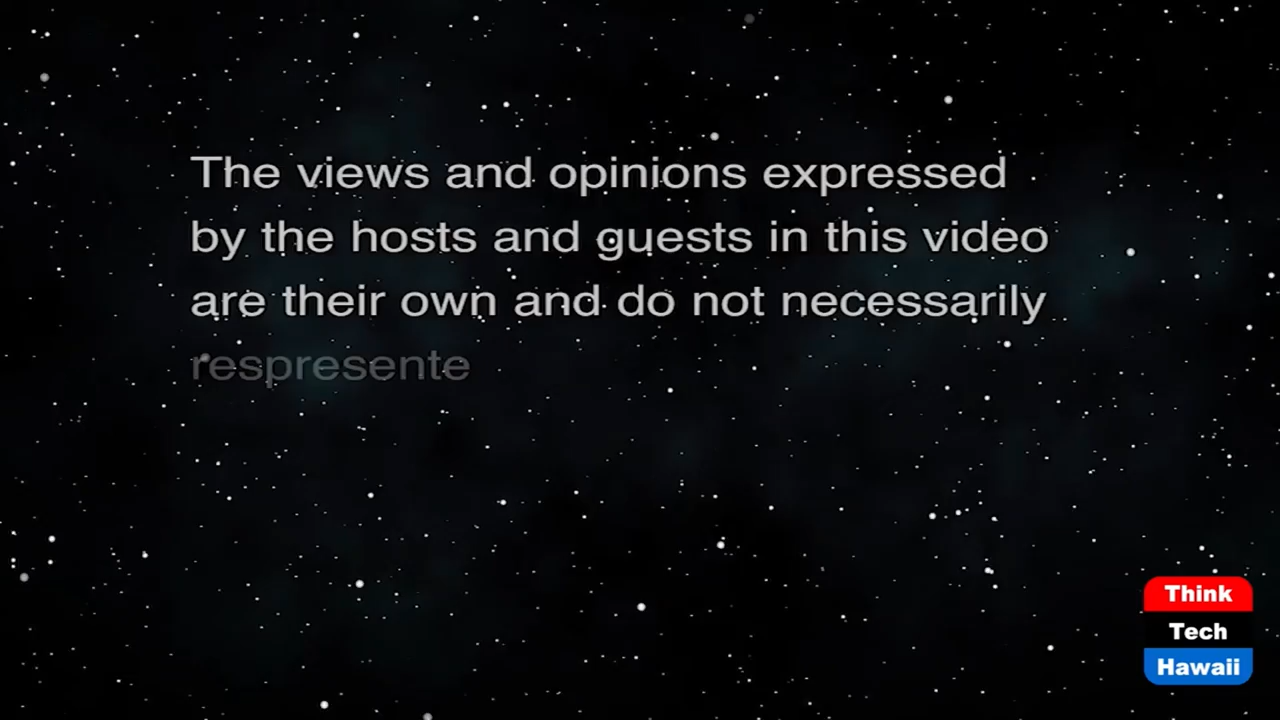 The views and opinions expressed
by the hosts and guests in this video
are their own and do not necessarily
respresente
Think
Tech
Hawaii